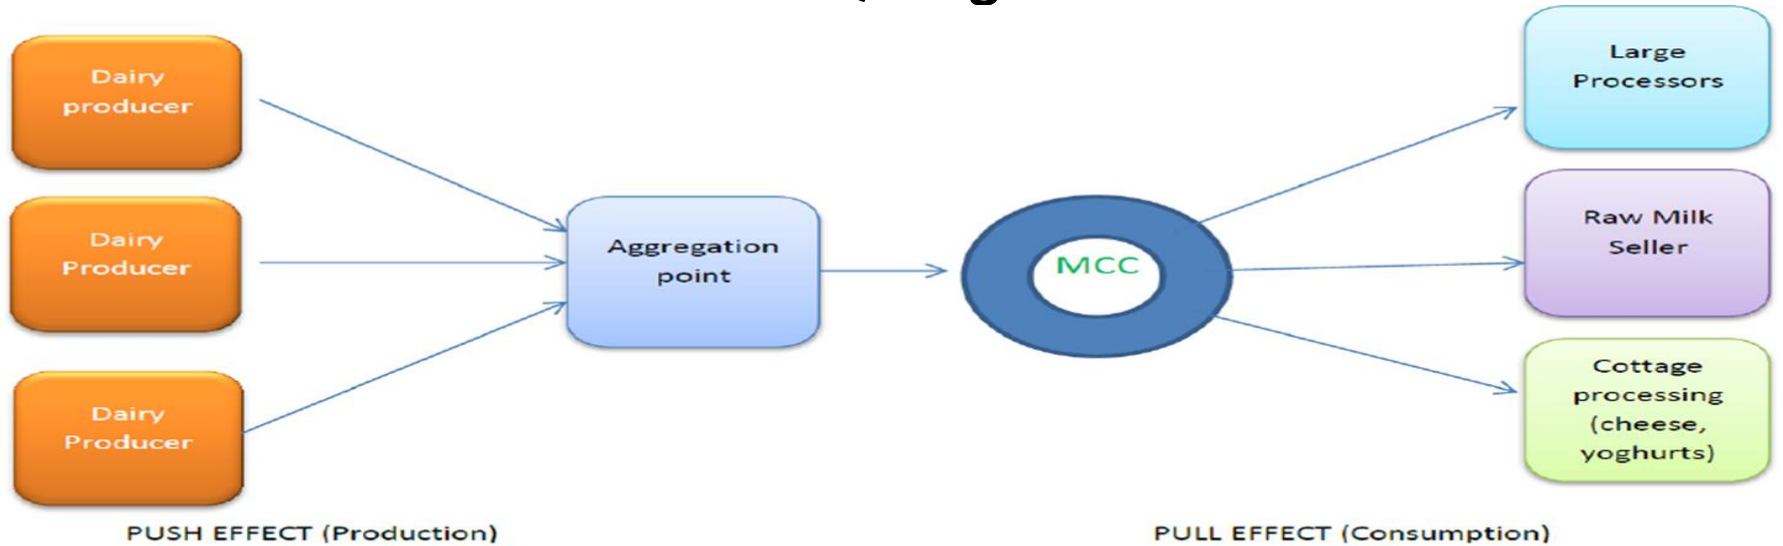 Dairy
producer
Dairy
Producer
Dairy
Producer
Aggregation
point
MCC
Large
Processors
Raw Milk
Seller
Cottage
processing
(cheese,
yoghurts)
PUSH EFFECT (Production)
PULL EFFECT (Consumption)